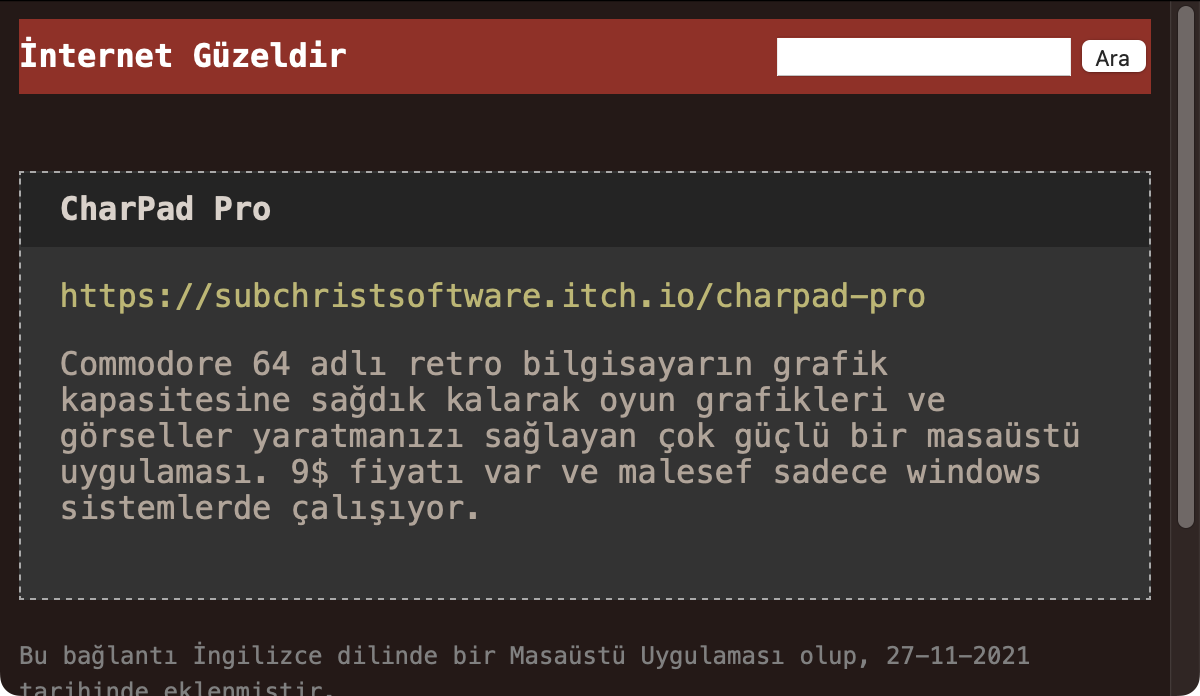 İnternet Güzeldir
Ara
CharPad Pro
https://subchristsoftware.itch.io/charpad-pro
Commodore 64 adlı retro bilgisayarın grafik
kapasitesine sağdık kalarak oyun grafikleri ve
görseller yaratmanızı sağlayan çok güçlü bir masaüstü
uygulaması. 9$ fiyatı var ve malesef sadece windows
sistemlerde çalışıyor.
Bu bağlantı İngilizce dilinde bir Masaüstü Uygulaması olup, 27-11-2021
tarihinde eklenmiştir.